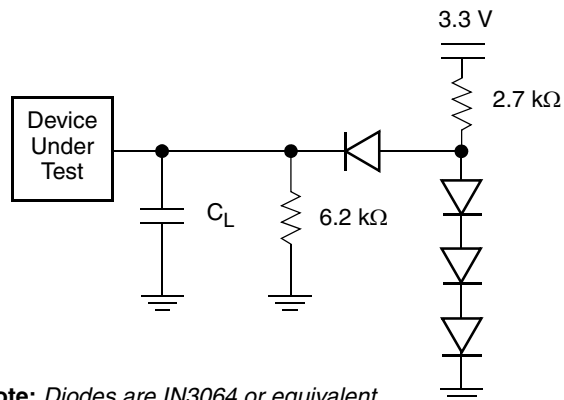 3.3 V
2.7 kΩ
Device
Under
Test
C_L
6.2 kΩ
ote: Diodes are IN3064 or equivalent